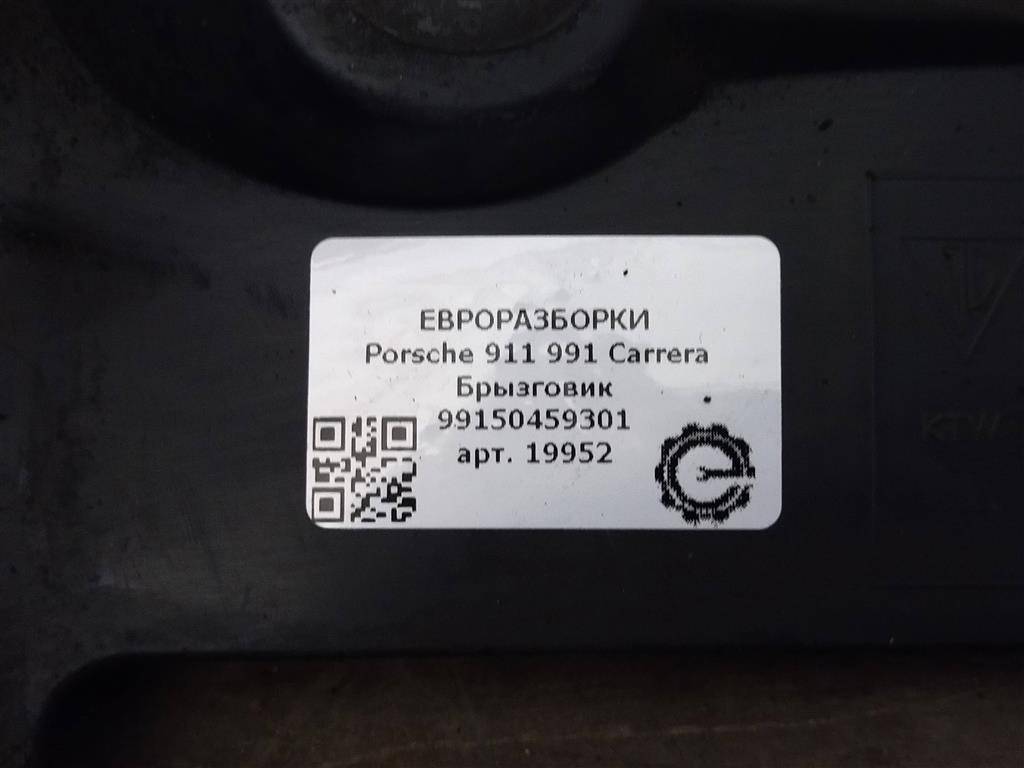 ЕВРОРАЗБОРКИ
Porsche 911 991 Carrera
Брызговик
99150459301
арт. 19952